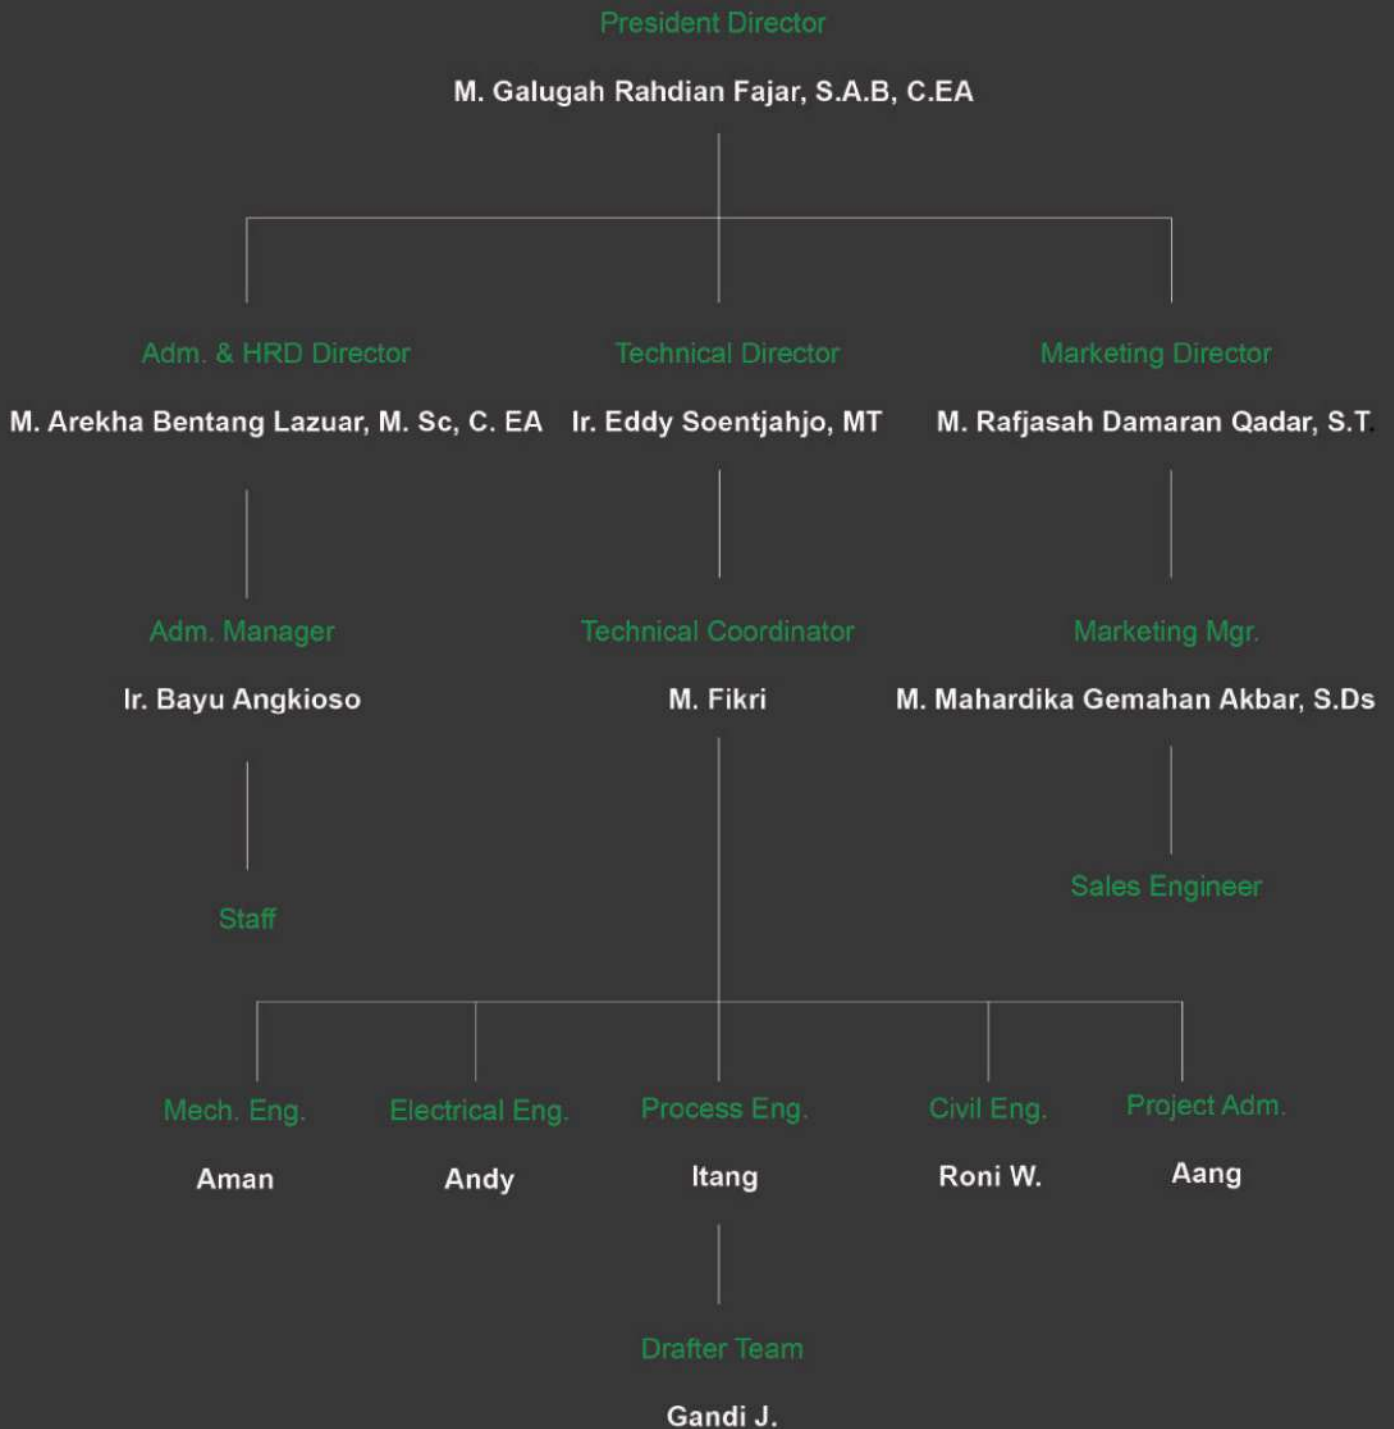 President Director
M. Galugah Rahdian Fajar, S.A.B, C.EA
Adm. & HRD Director
Technical Director
Marketing Director
M. Arekha Bentang Lazuar, M. Sc, C. EA
Ir. Eddy Soentjahjo, MT
M. Rafjasah Damaran Qadar, S.T.
Adm. Manager
Technical Coordinator
Marketing Mgr.
Ir. Bayu Angkioso
M. Fikri
M. Mahardika Gemahan Akbar, S.Ds
Staff
Sales Engineer
Mech. Eng.
Electrical Eng.
Process Eng.
Civil Eng.
Project Adm.
Aman
Andy
Itang
Roni W.
Aang
Drafter Team
Gandi J.